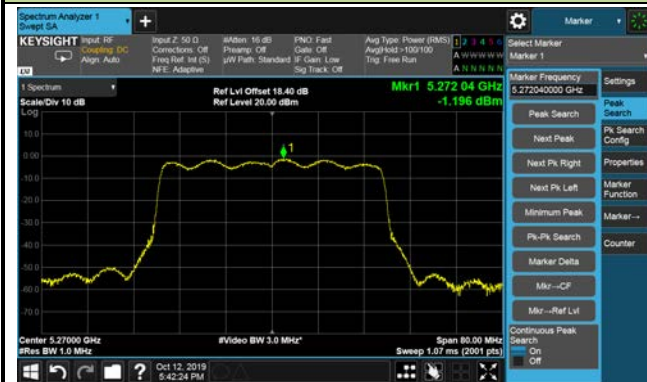 Spectrum Analyzer 1
Swept SA
+
Marker
KEYSIGHT
Input: RF
Coupling: DC
Align: Auto
Input Z: 50 Ω
Corrections: Off
Freq Ref: Int (S)
NFE: Adaptive
#Atten: 16 dB
Preamp: Off
µW Path: Standard
PNO: Fast
Gate: Off
IF Gain: Low
Sig Track: Off
Avg Type: Power (RMS)
Avg|Hold:>100/100
Trig: Free Run
1 2 3 4 5 6
A W W W W W
A N N N N N
Select Marker
Marker 1
LXI
1 Spectrum
Scale/Div 10 dB
Log
Ref Lvl Offset 18.40 dB
Ref Level 20.00 dBm
Mkr1 5.272 04 GHz
-1.196 dBm
10.0
0.00
-10.0
-20.0
-30.0
-40.0
-50.0
-60.0
-70.0
1
Center 5.27000 GHz
#Res BW 1.0 MHz
#Video BW 3.0 MHz*
Span 80.00 MHz
Sweep 1.07 ms (2001 pts)
Marker Frequency
5.272040000 GHz
Peak Search
Next Peak
Next Pk Right
Next Pk Left
Minimum Peak
Pk-Pk Search
Marker Delta
Mkr→CF
Mkr→Ref Lvl
Continuous Peak
Search
On
Off
Settings
Peak
Search
Pk Search
Config
Properties
Marker
Function
Marker→
Counter
?
Oct 12, 2019
5:42:24 PM